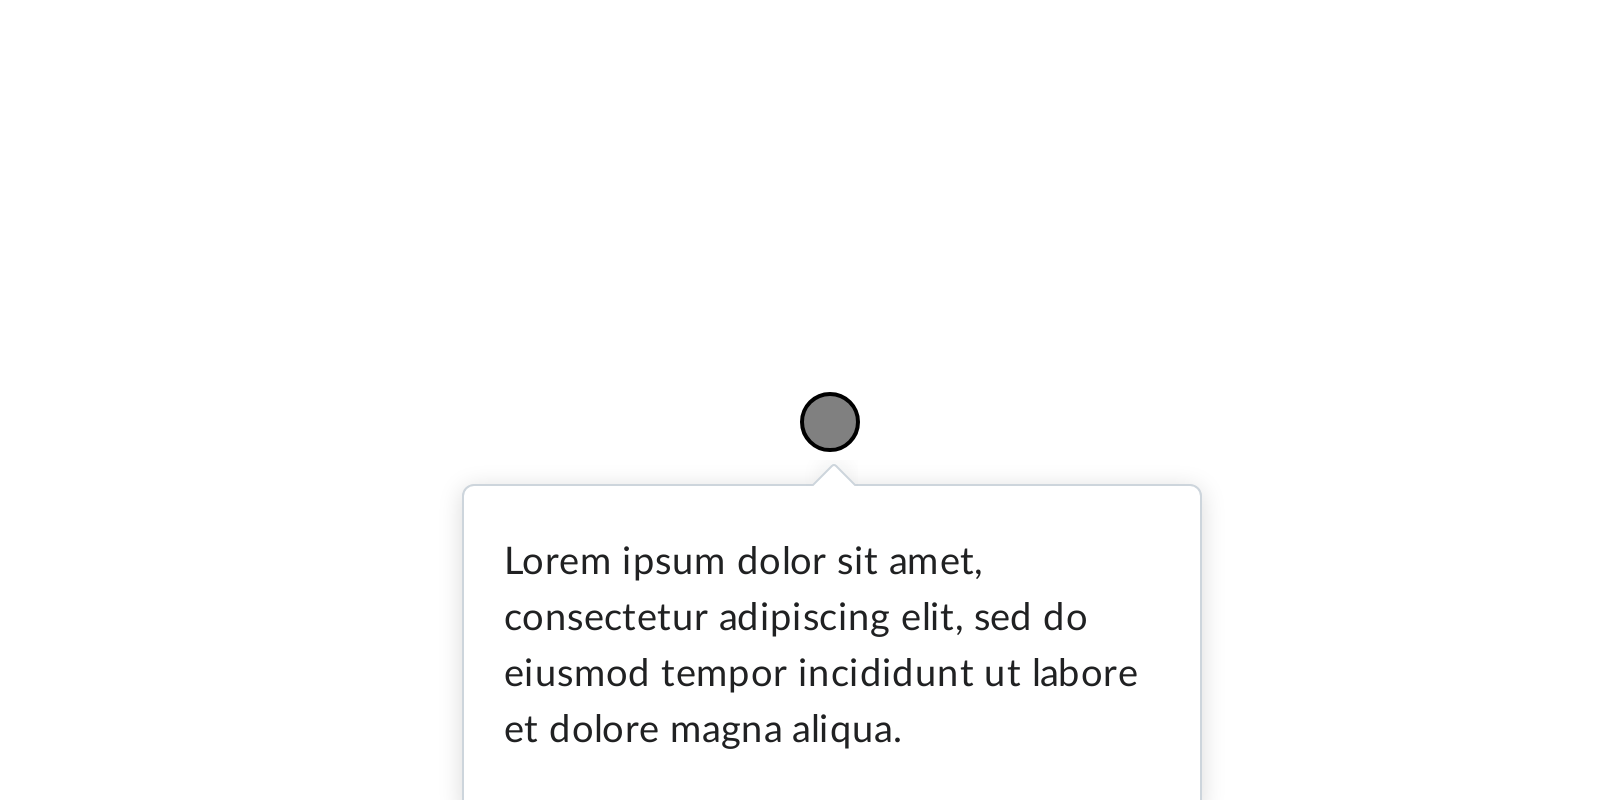 Lorem ipsum dolor sit amet,
consectetur adipiscing elit, sed do
eiusmod tempor incididunt ut labore
et dolore magna aliqua.